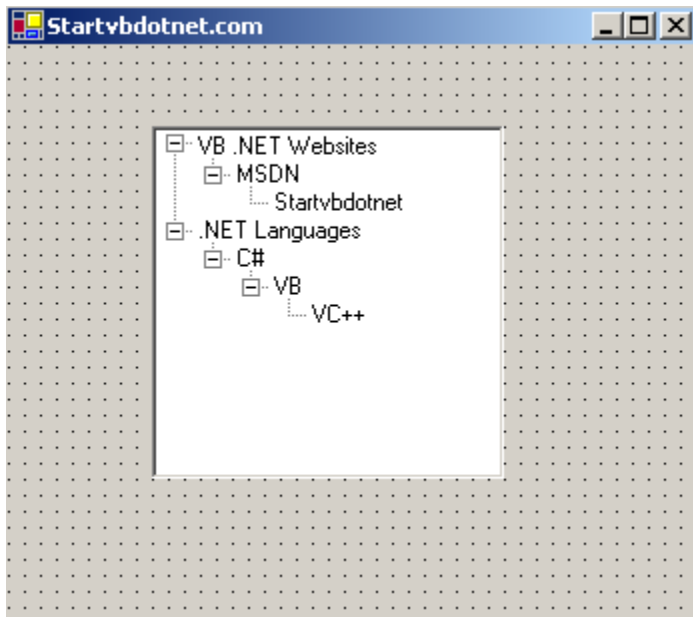 Startvbdotnet.com
VB .NET Websites
MSDN
Startvbdotnet
.NET Languages
C#
VB
VC++